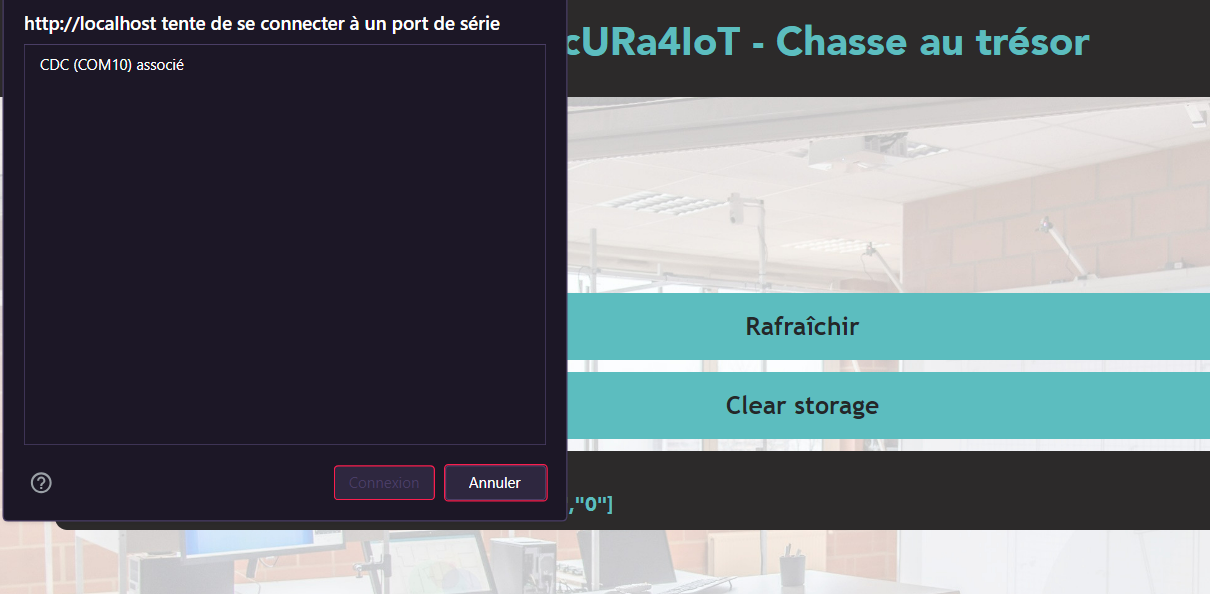 http://localhost tente de se connecter à un port de série
CDC (COM10) associé
Connexion
Annuler
cURa4IoT - Chasse au trésor
Rafraîchir
Clear storage
,"0"]